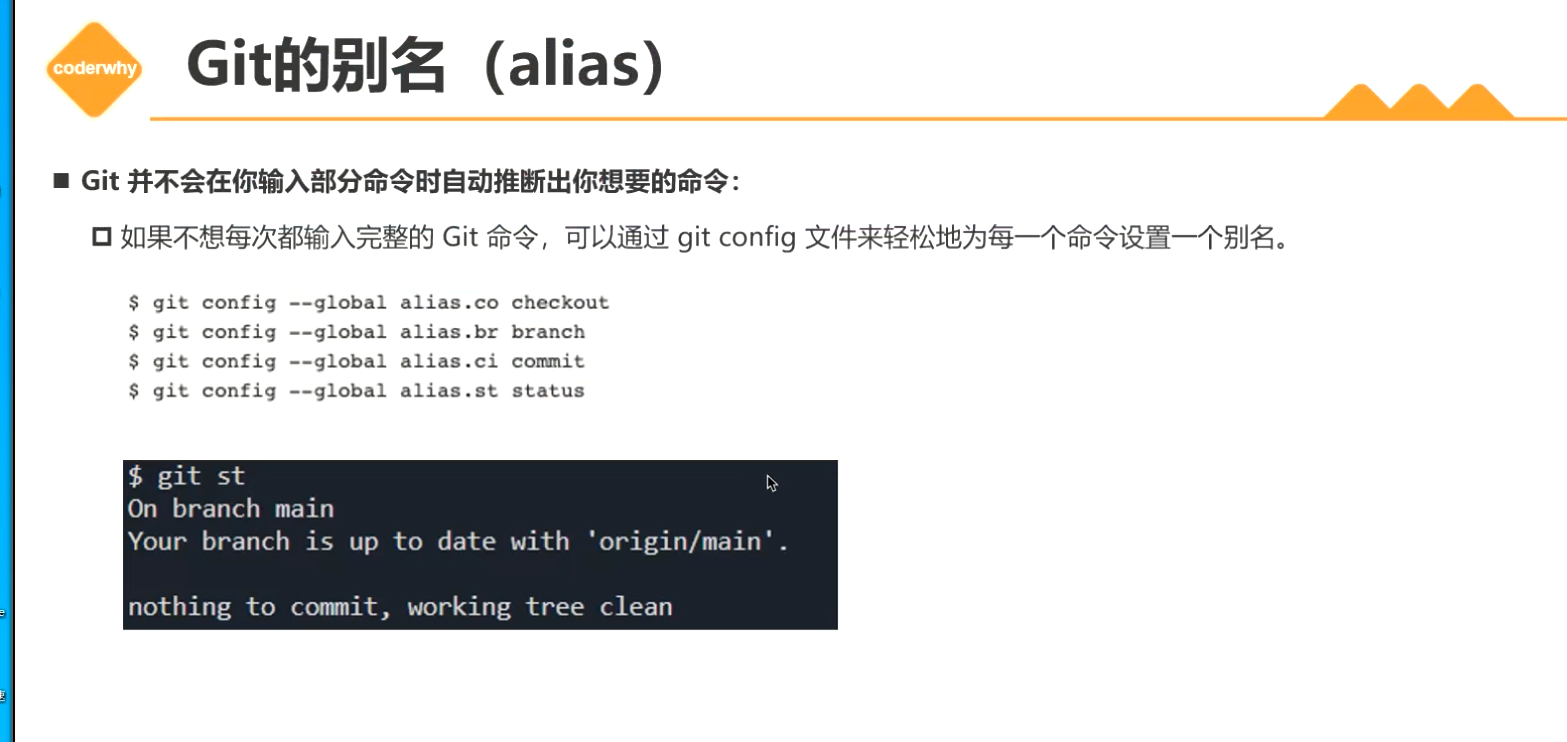 coderwhy
Git的别名（alias）
Git 并不会在你输入部分命令时自动推断出你想要的命令：
如果不想每次都输入完整的 Git 命令，可以通过 git config 文件来轻松地为每一个命令设置一个别名。
$ git config --global alias.co checkout
$ git config --global alias.br branch
$ git config --global alias.ci commit
$ git config --global alias.st status
$ git st
On branch main
Your branch is up to date with 'origin/main'.
nothing to commit, working tree clean